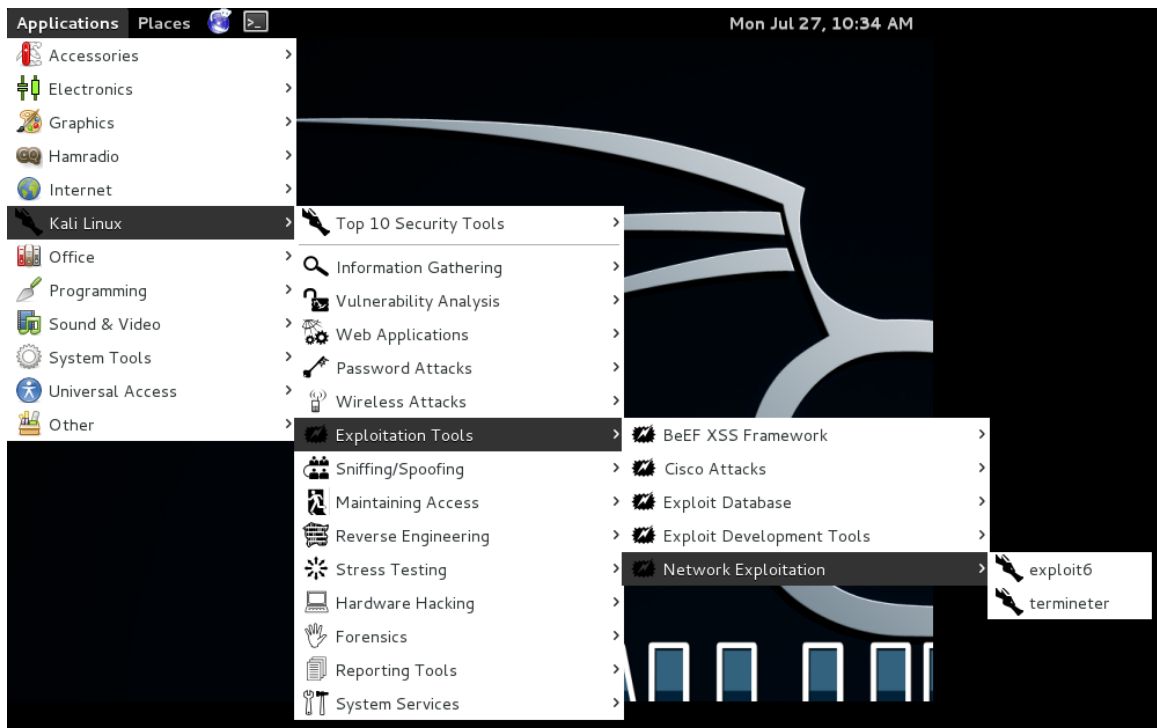 Applications Places Mon Jul 27, 10:34 AM
Accessories
Electronics
Graphics
Hamradio
Internet
Kali Linux
Office
Programming
Sound & Video
System Tools
Universal Access
Other
Top 10 Security Tools
Information Gathering
Vulnerability Analysis
Web Applications
Password Attacks
Wireless Attacks
Exploitation Tools
Sniffing/Spoofing
Maintaining Access
Reverse Engineering
Stress Testing
Hardware Hacking
Forensics
Reporting Tools
System Services
BeEF XSS Framework
Cisco Attacks
Exploit Database
Exploit Development Tools
Network Exploitation
exploit6
termineter